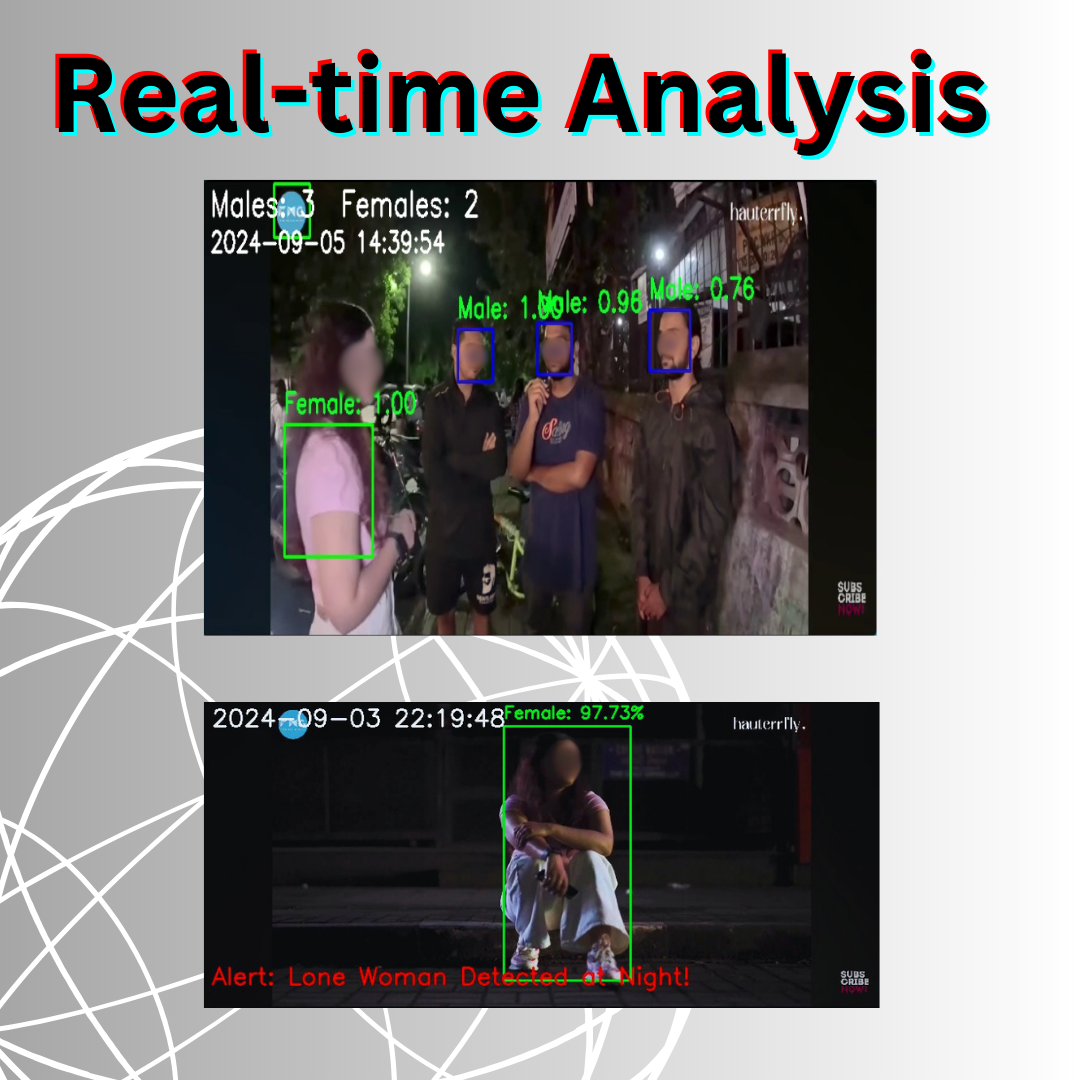 Real-time Analysis
Males: 3 Females: 2
2024-09-05 14:39:54
hauterrfly.
Male: 1.00
Male: 0.96
Male: 0.76
Female: 1.00
SUBS
CRIBE
NOW!
2024-09-03 22:19:48
Female: 97.73%
hauterrfly.
Alert: Lone Woman Detected at Night!
SUBS
CRIBE
NOW!